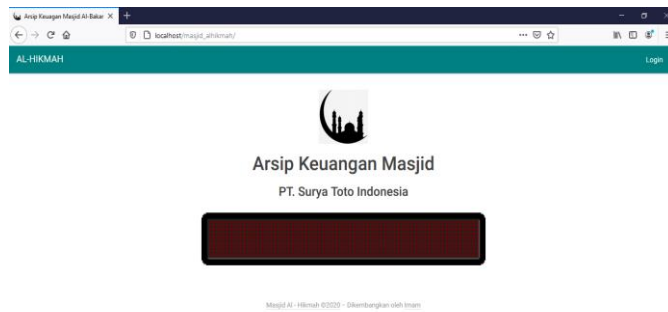 Arsip Keuangan Masjid Al-Bakar
localhost/masjid_alhikmah/
AL-HIKMAH
Login
Arsip Keuangan Masjid
PT. Surya Toto Indonesia
Masjid Al - Hikmah ©2020 - Dikembangkan oleh Imam